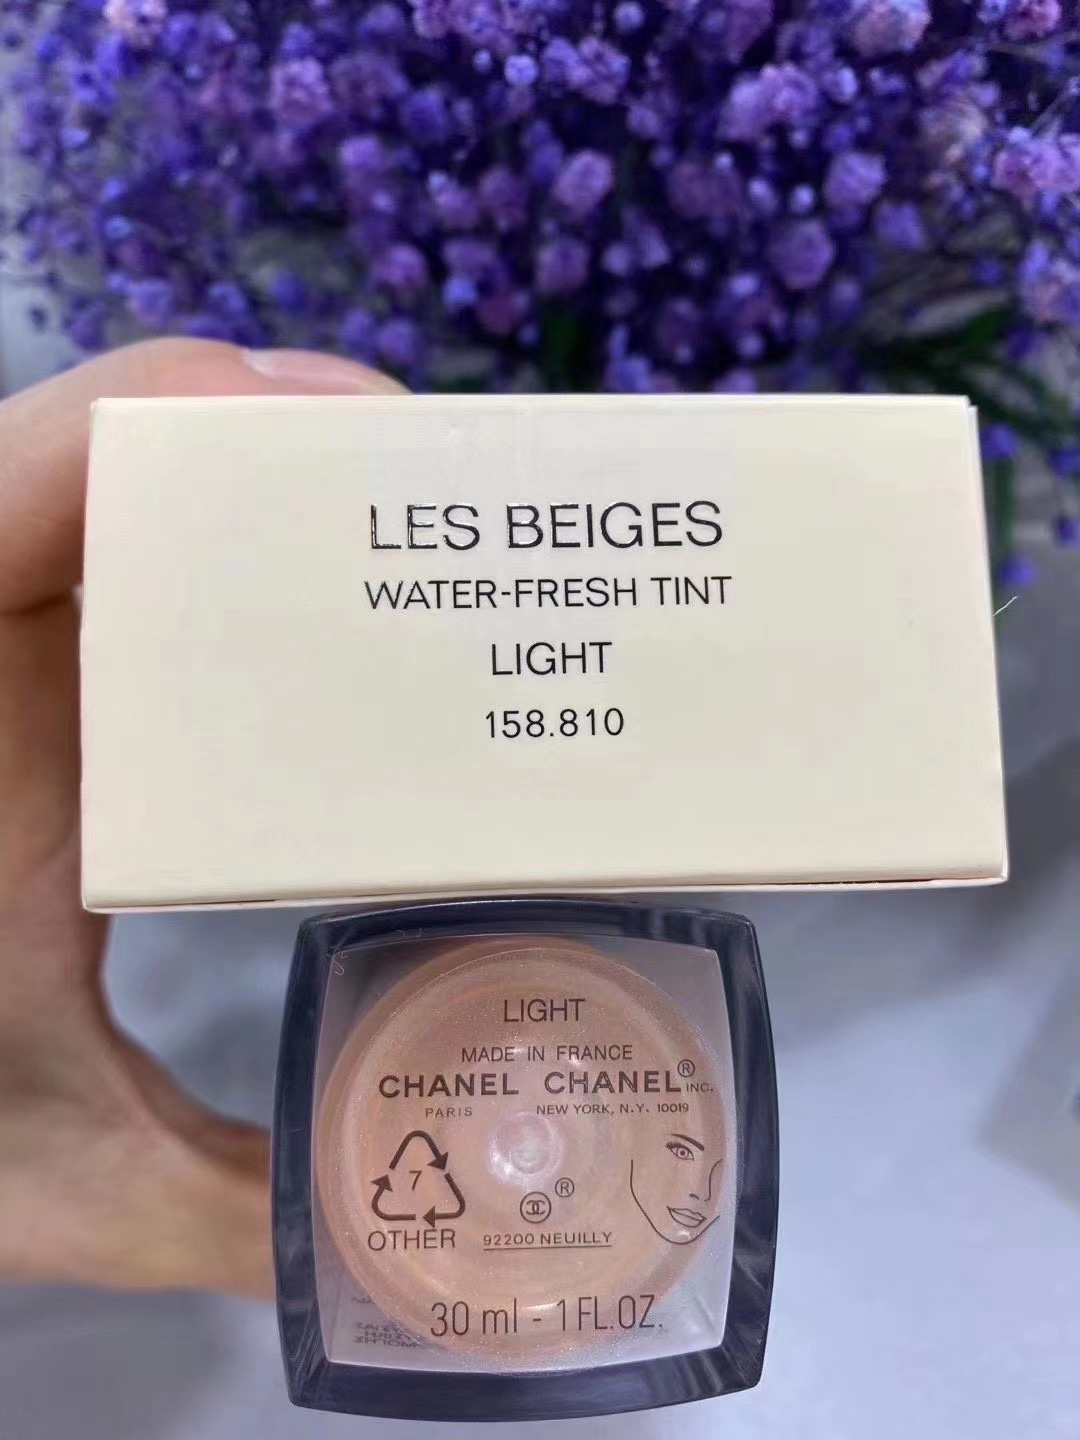 LES BEIGES
WATER-FRESH TINT
LIGHT
158.810
LIGHT
MADE IN FRANCE
CHANEL CHANEL® INC.
PARIS NEW YORK, N.Y. 10019
7
OTHER
®
92200 NEUILLY
30 ml - 1 FL.OZ.